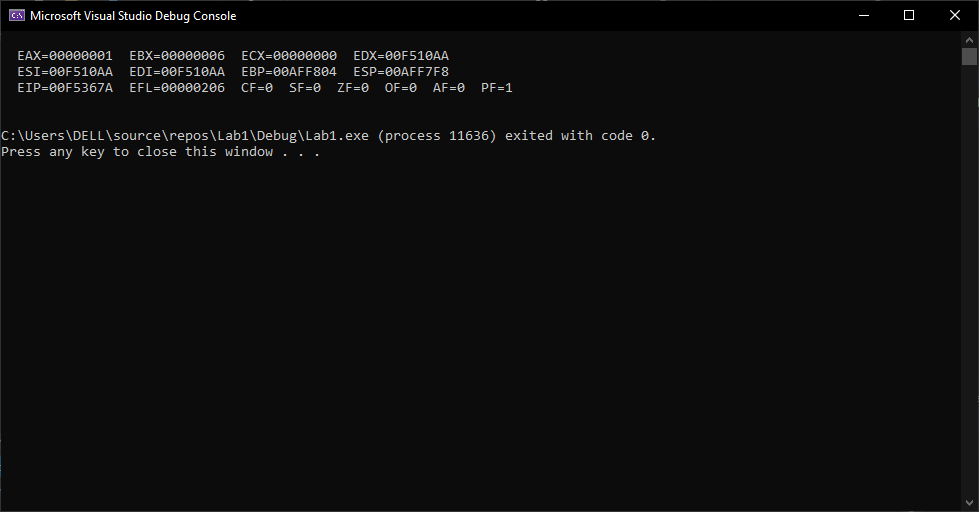 Microsoft Visual Studio Debug Console
EAX=00000001  EBX=00000006  ECX=00000000  EDX=00F510AA
ESI=00F510AA  EDI=00F510AA  EBP=00AFF804  ESP=00AFF7F8
EIP=00F5367A  EFL=00000206  CF=0  SF=0  ZF=0  OF=0  AF=0  PF=1
C:\Users\DELL\source\repos\Lab1\Debug\Lab1.exe (process 11636) exited with code 0.
Press any key to close this window . . .